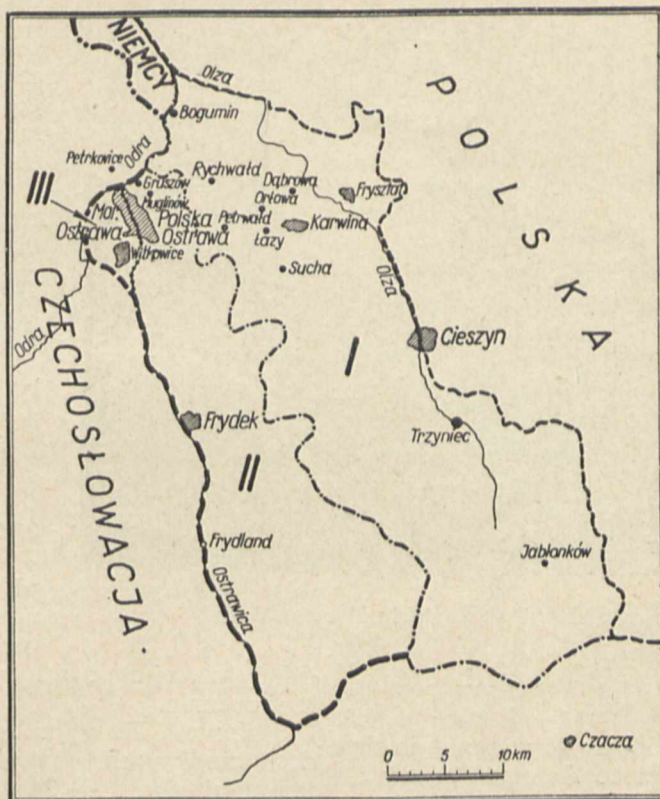 NIEMCY
Olza
POLSKA
Bogumin
Odra
Petrkovice
Gruszów
Rychwałd
Dąbrowa
Frysztat
III
Muglinów
Orłowa
Mor.
Ostrawa
Polska
Ostrawa
Petrwałd
Karwina
Łazy
Witkowice
Sucha
Olza
CZECHOSŁOWACJA
Odra
Cieszyn
I
Frydek
Trzyniec
II
Frydland
Jabłonków
Ostrawica
Czacza
0 5 10 km